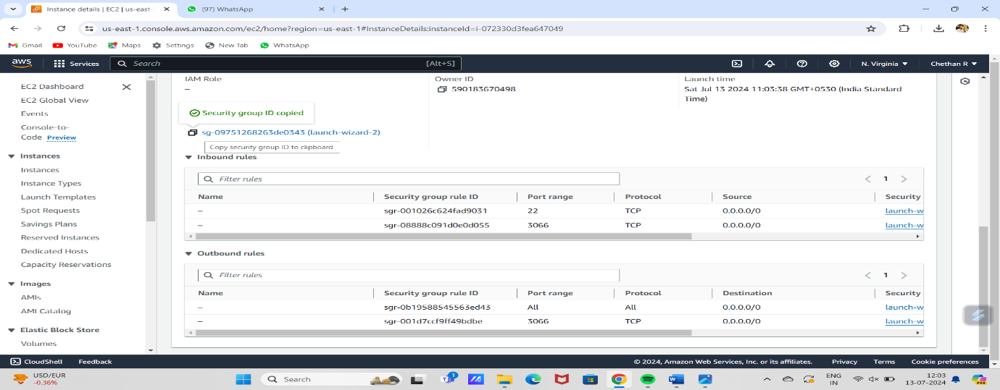 Instance details | EC2 | us-east-
(97) WhatsApp
us-east-1.console.aws.amazon.com/ec2/home?region=us-east-1#InstanceDetails:instanceId=i-072330d3fea647049
Gmail YouTube Maps Settings New Tab WhatsApp
aws Services Search [Alt+S] N. Virginia Chethan R
EC2 Dashboard
EC2 Global View
Events
Console-to-
Code Preview
Instances
Instances
Instance Types
Launch Templates
Spot Requests
Savings Plans
Reserved Instances
Dedicated Hosts
Capacity Reservations
Images
AMIs
AMI Catalog
Elastic Block Store
Volumes
IAM Role
–
Owner ID
590183670498
Launch time
Sat Jul 13 2024 11:03:38 GMT+0530 (India Standard
Time)
Security group ID copied
sg-09751268263de0343 (launch-wizard-2)
Copy security group ID to clipboard
Inbound rules
Filter rules 1
Name Security group rule ID Port range Protocol Source Security
– sgr-001026c624fad9031 22 TCP 0.0.0.0/0 launch-w
– sgr-08888c091d0e0d055 3066 TCP 0.0.0.0/0 launch-w
Outbound rules
Filter rules 1
Name Security group rule ID Port range Protocol Destination Security
– sgr-0b19588545563ed43 All All 0.0.0.0/0 launch-w
– sgr-001d7ccf9ff49bdbe 3066 TCP 0.0.0.0/0 launch-w
CloudShell Feedback © 2024, Amazon Web Services, Inc. or its affiliates. Privacy Terms Cookie preferences
USD/EUR
-0.36%
Search
1
ENG
IN
12:03
13-07-2024
PRE